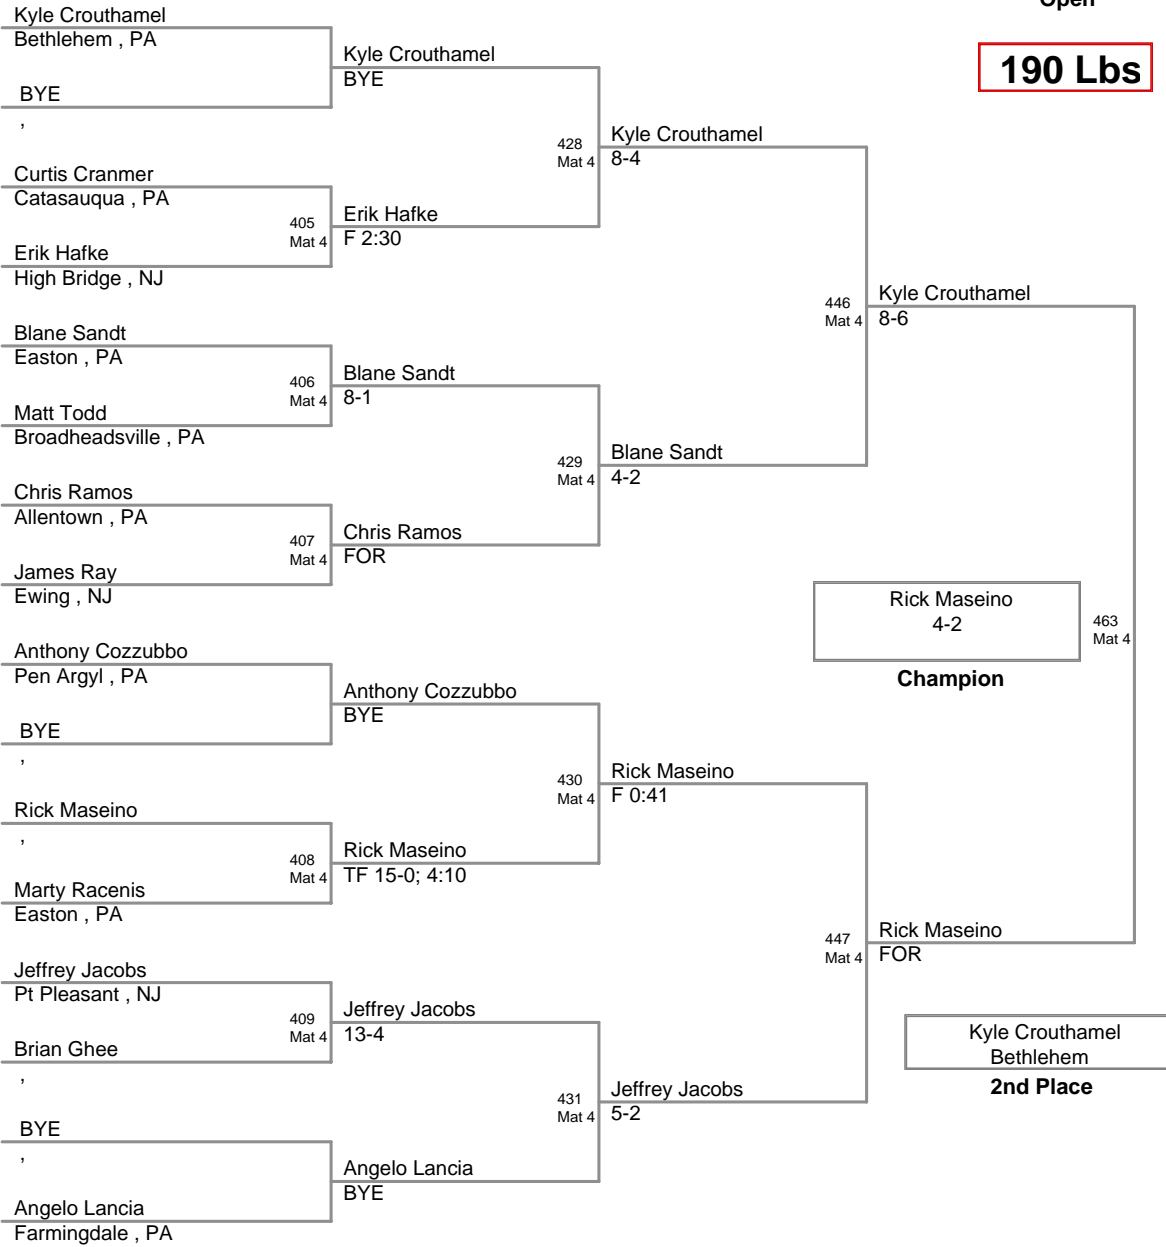 Open
190 Lbs
Kyle Crouthamel
Bethlehem , PA
BYE
,
Kyle Crouthamel
BYE
Curtis Cranmer
Catasauqua , PA
Erik Hafke
High Bridge , NJ
405
Mat 4
Erik Hafke
F 2:30
428
Mat 4
Kyle Crouthamel
8-4
Blane Sandt
Easton , PA
Matt Todd
Broadheadsville , PA
406
Mat 4
Blane Sandt
8-1
Chris Ramos
Allentown , PA
James Ray
Ewing , NJ
407
Mat 4
Chris Ramos
FOR
429
Mat 4
Blane Sandt
4-2
446
Mat 4
Kyle Crouthamel
8-6
Anthony Cozzubbo
Pen Argyl , PA
BYE
,
Anthony Cozzubbo
BYE
Rick Maseino
,
Marty Racenis
Easton , PA
408
Mat 4
Rick Maseino
TF 15-0; 4:10
430
Mat 4
Rick Maseino
F 0:41
Jeffrey Jacobs
Pt Pleasant , NJ
Brian Ghee
,
409
Mat 4
Jeffrey Jacobs
13-4
BYE
,
Angelo Lancia
Farmingdale , PA
Angelo Lancia
BYE
431
Mat 4
Jeffrey Jacobs
5-2
447
Mat 4
Rick Maseino
FOR
463
Mat 4
Rick Maseino
4-2
Champion
Kyle Crouthamel
Bethlehem
2nd Place